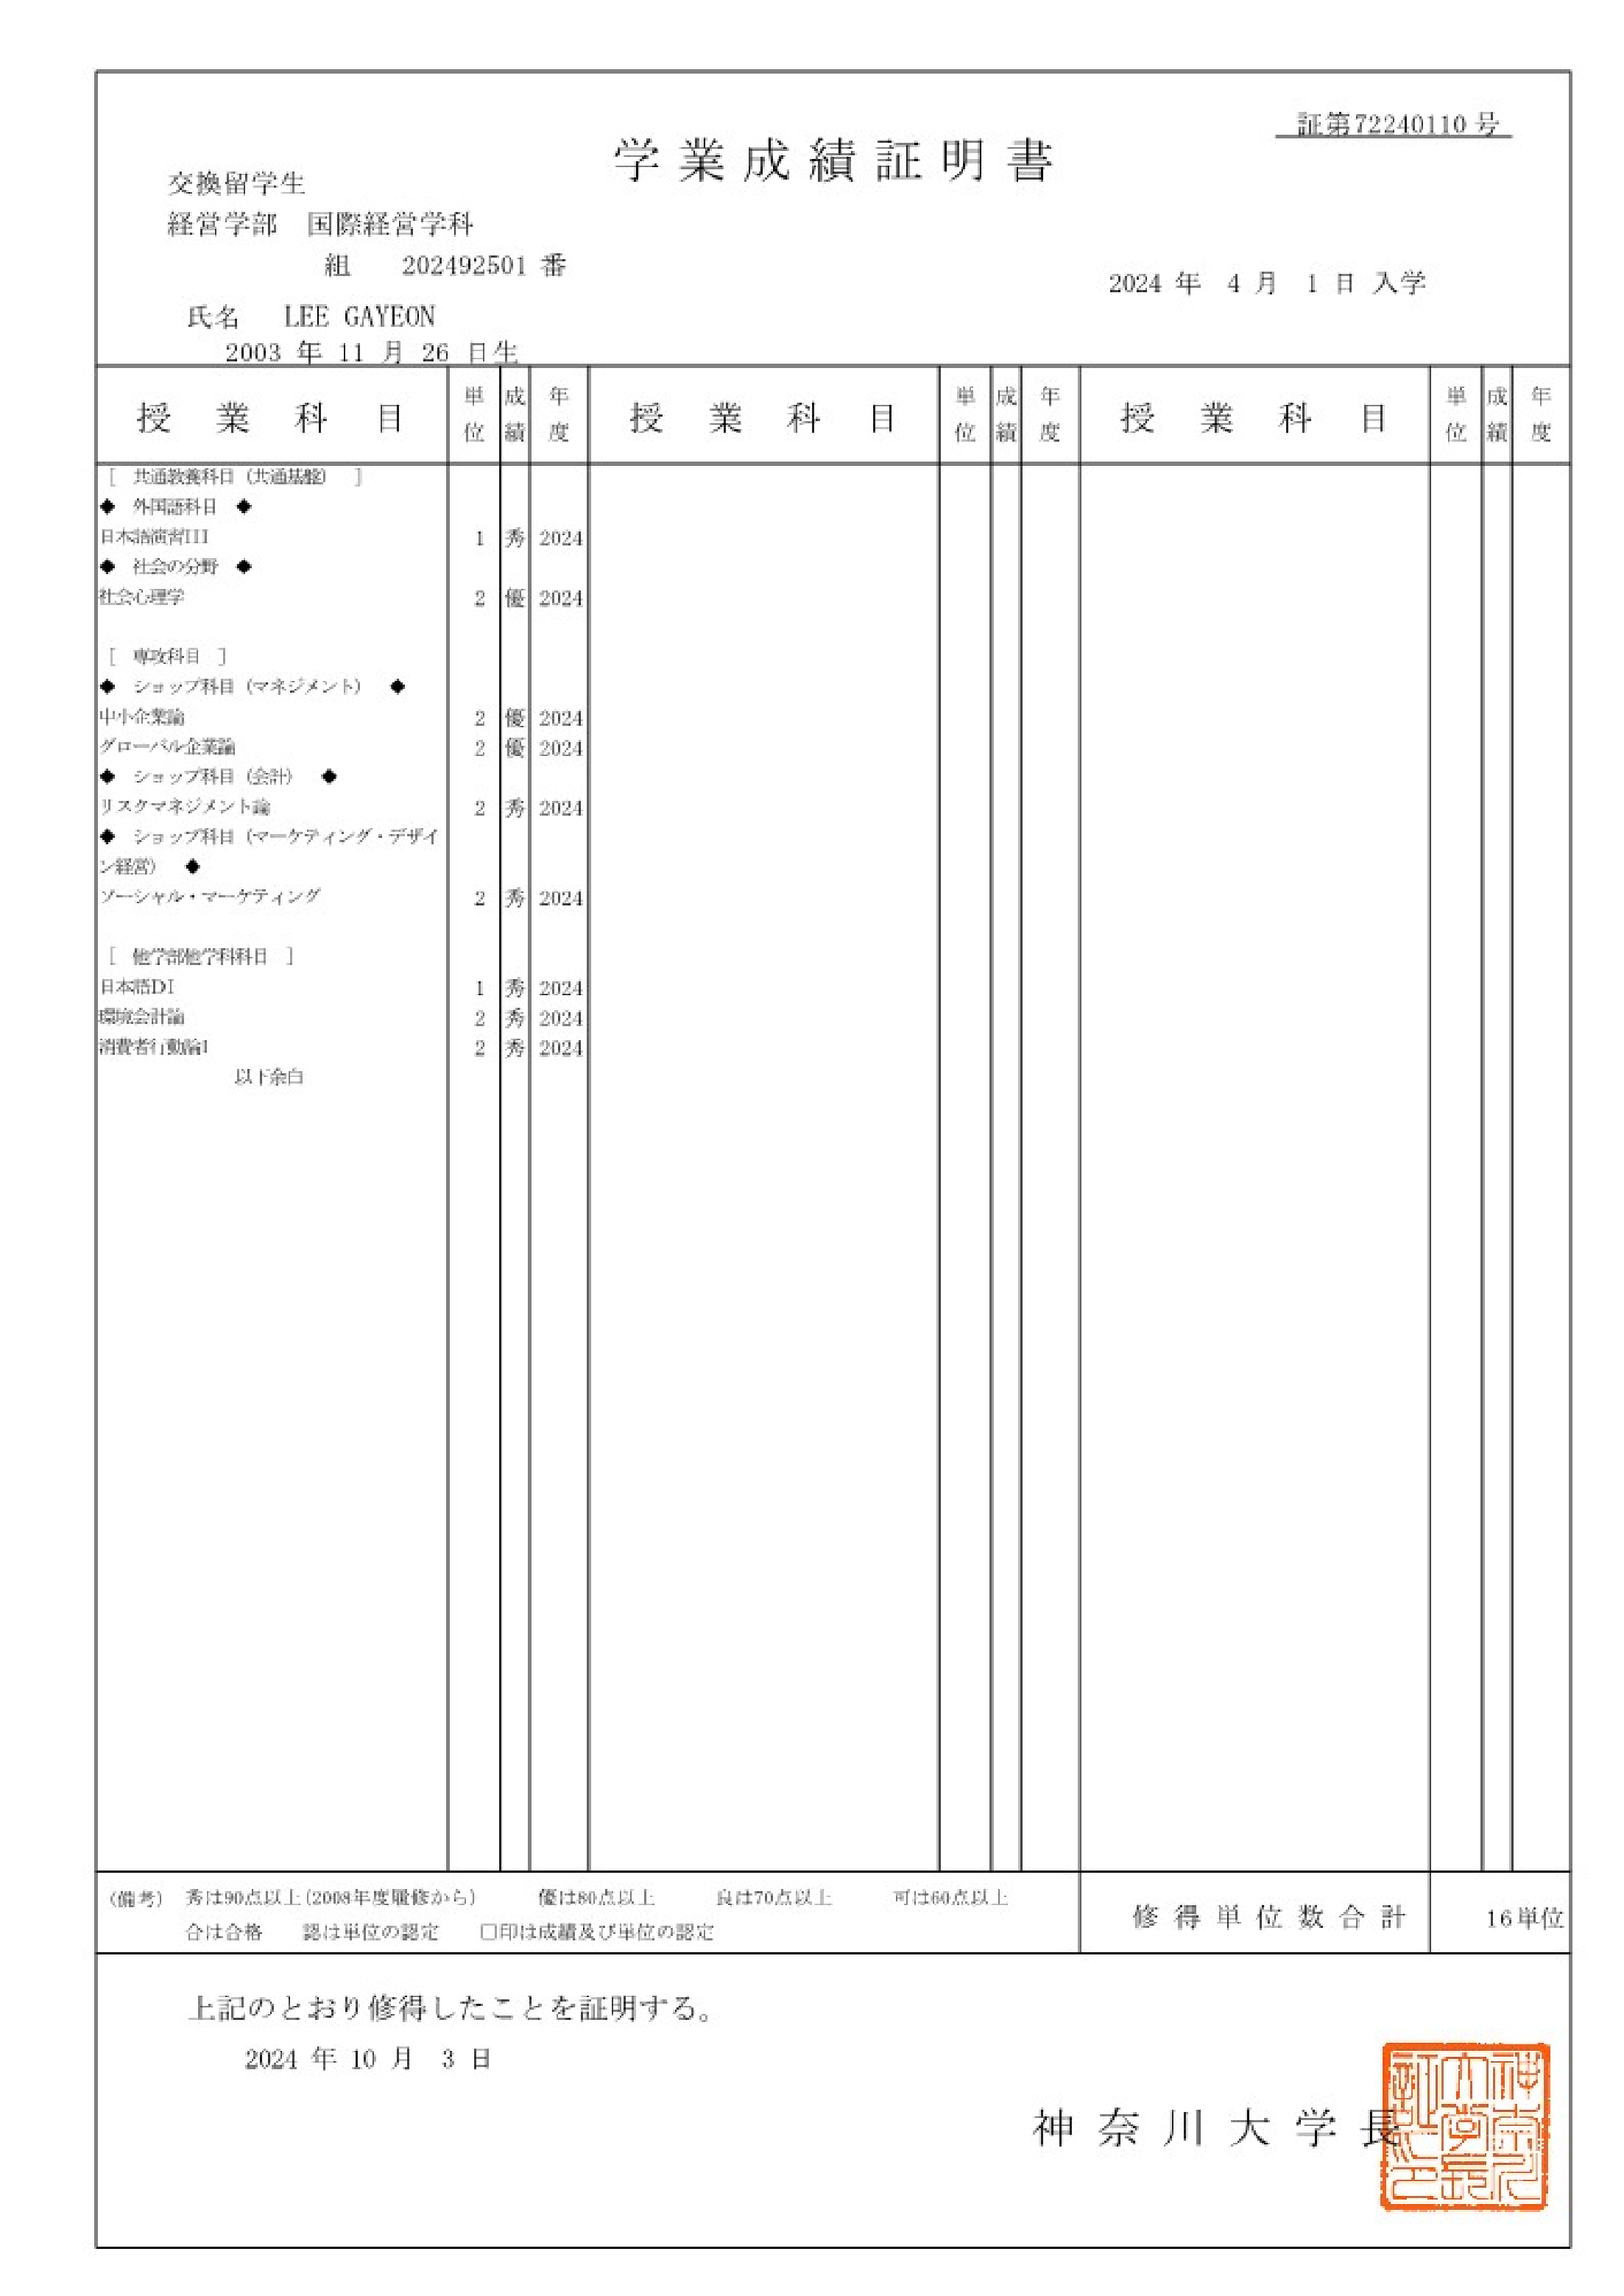 証第72240110 号
学業成績証明書
交換留学生
経営学部　国際経営学科
組　202492501 番
2024 年 4 月 1 日 入学
氏名　LEE GAYEON
2003 年 11 月 26 日生
授業科目 単位 成績 年度 授業科目 単位 成績 年度 授業科目 単位 成績 年度
［ 共通教養科目（共通基盤） ］
◆ 外国語科目 ◆
日本語演習III 1 秀 2024
◆ 社会の分野 ◆
社会心理学 2 優 2024
［ 専攻科目 ］
◆ ショップ科目（マネジメント） ◆
中小企業論 2 優 2024
グローバル企業論 2 優 2024
◆ ショップ科目（会計） ◆
リスクマネジメント論 2 秀 2024
◆ ショップ科目（マーケティング・デザイ
ン経営） ◆
ソーシャル・マーケティング 2 秀 2024
［ 他学部他学科科目 ］
日本語DI 1 秀 2024
環境会計論 2 秀 2024
消費者行動論I 2 秀 2024
以下余白
（備考） 秀は90点以上(2008年度履修から) 優は80点以上 良は70点以上 可は60点以上
合は合格 認は単位の認定 □印は成績及び単位の認定
修得単位数合計 16単位
上記のとおり修得したことを証明する。
2024 年 10 月 3 日
神奈川大学長